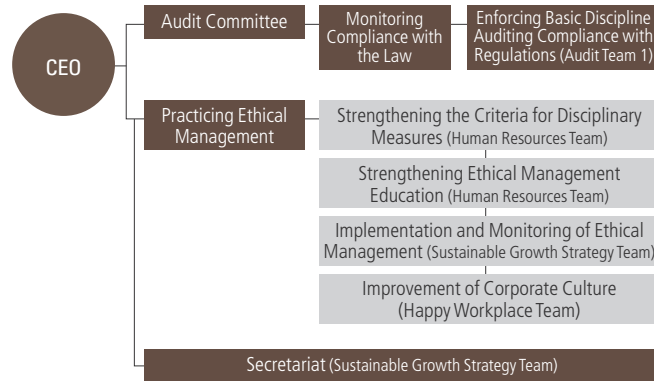 CEO
Audit Committee
Monitoring
Compliance with
the Law
Enforcing Basic Discipline
Auditing Compliance with
Regulations (Audit Team 1)
Practicing Ethical
Management
Strengthening the Criteria for Disciplinary
Measures (Human Resources Team)
Strengthening Ethical Management
Education (Human Resources Team)
Implementation and Monitoring of Ethical
Management (Sustainable Growth Strategy Team)
Improvement of Corporate Culture
(Happy Workplace Team)
Secretariat (Sustainable Growth Strategy Team)